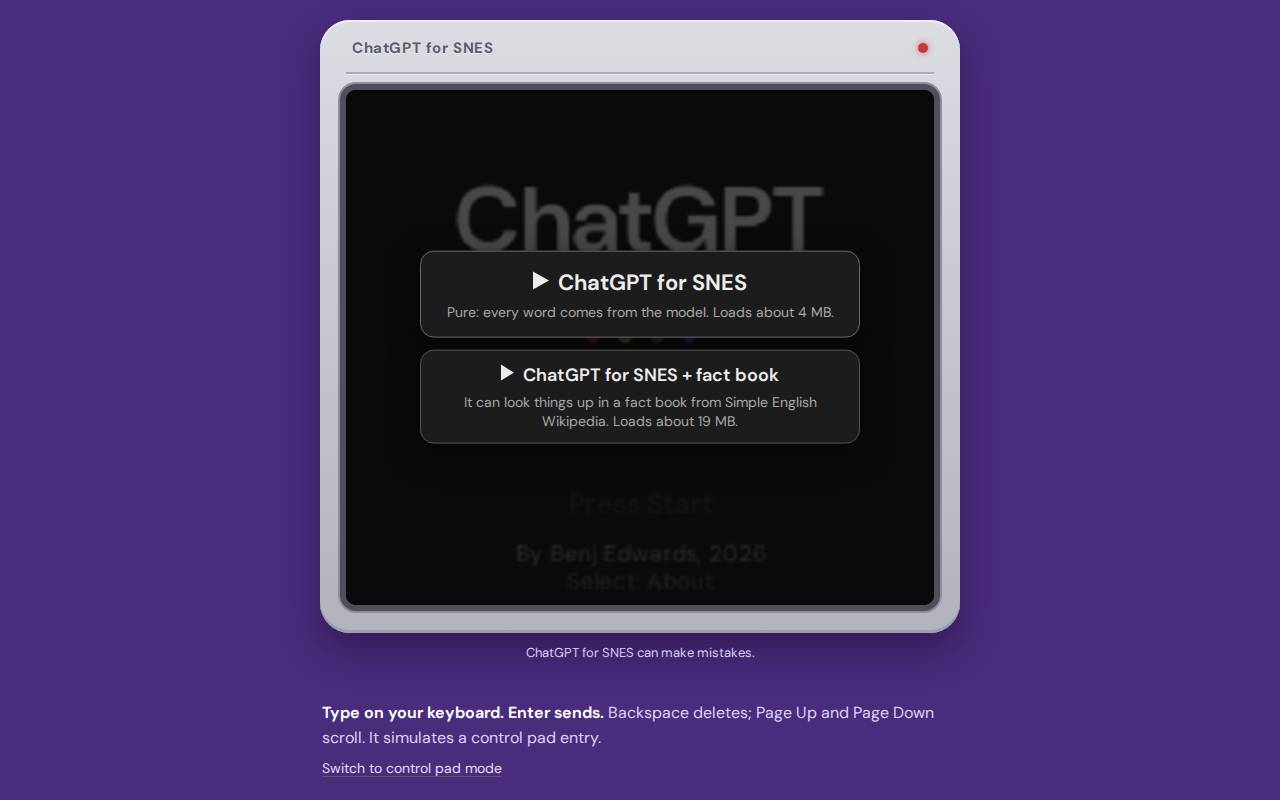 ChatGPT for SNES
ChatGPT
ChatGPT for SNES
Pure: every word comes from the model. Loads about 4 MB.
ChatGPT for SNES + fact book
It can look things up in a fact book from Simple English
Wikipedia. Loads about 19 MB.
Press Start
By Benj Edwards, 2026
Select: About
ChatGPT for SNES can make mistakes.
Type on your keyboard. Enter sends. Backspace deletes; Page Up and Page Down
scroll. It simulates a control pad entry.
Switch to control pad mode